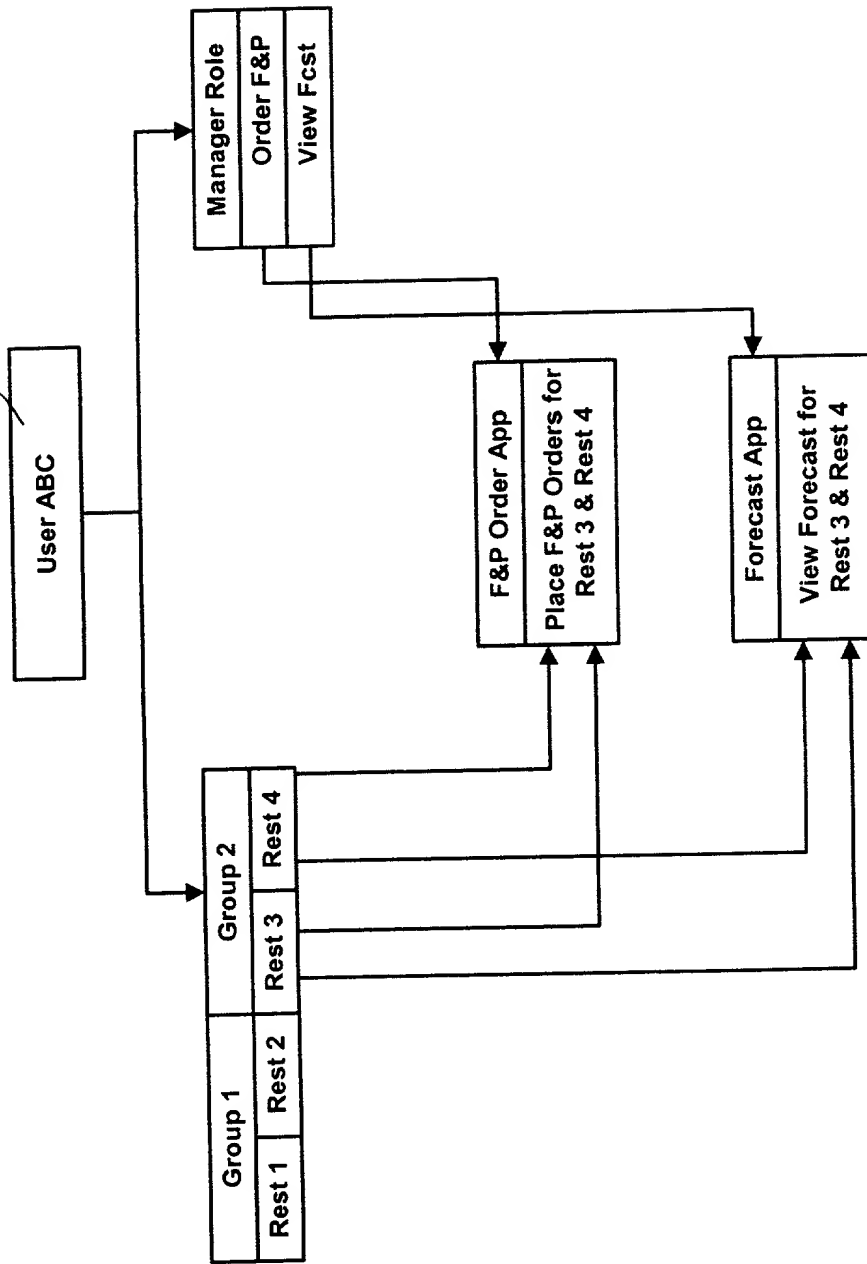 User ABC
Manager Role
Order F&P
View Fcst
Group 1
Group 2
Rest 1
Rest 2
Rest 3
Rest 4
F&P Order App
Place F&P Orders for
Rest 3 & Rest 4
Forecast App
View Forecast for
Rest 3 & Rest 4